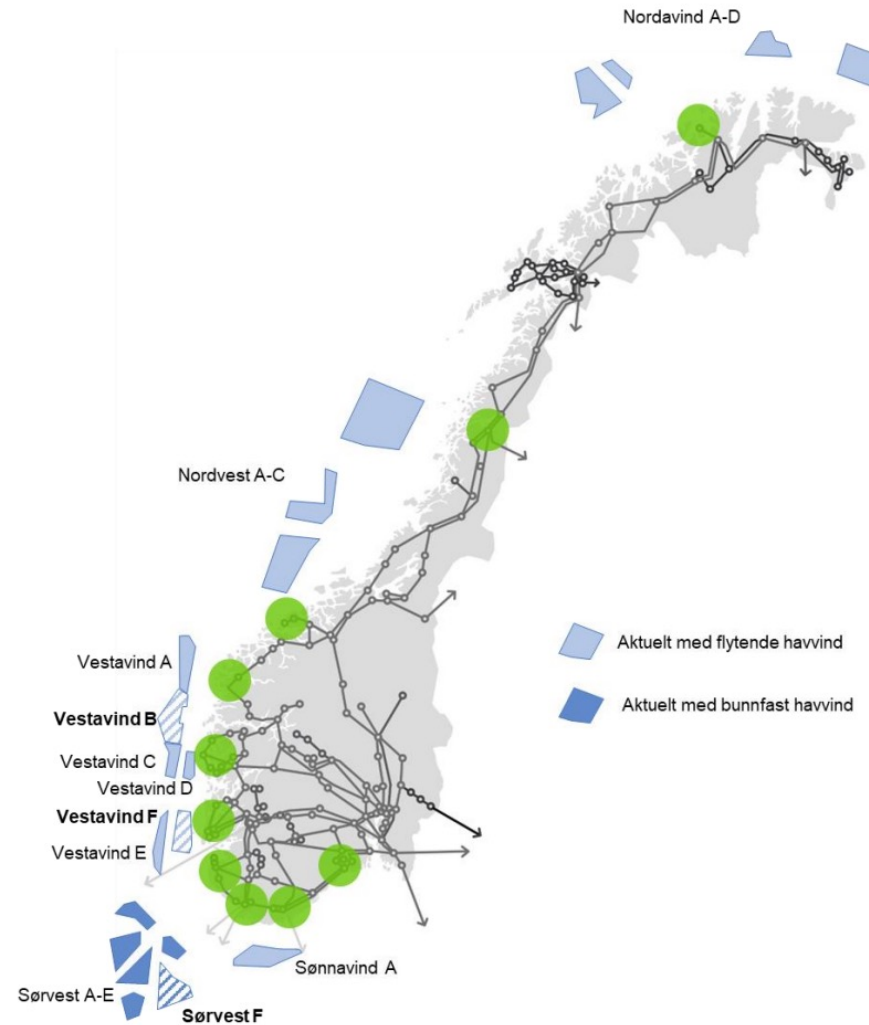 Nordavind A-D
Nordvest A-C
Aktuelt med flytende havvind
Vestavind A
Aktuelt med bunnfast havvind
Vestavind B
Vestavind C
Vestavind D
Vestavind F
Vestavind E
Sønnavind A
Sørvest A-E
Sørvest F